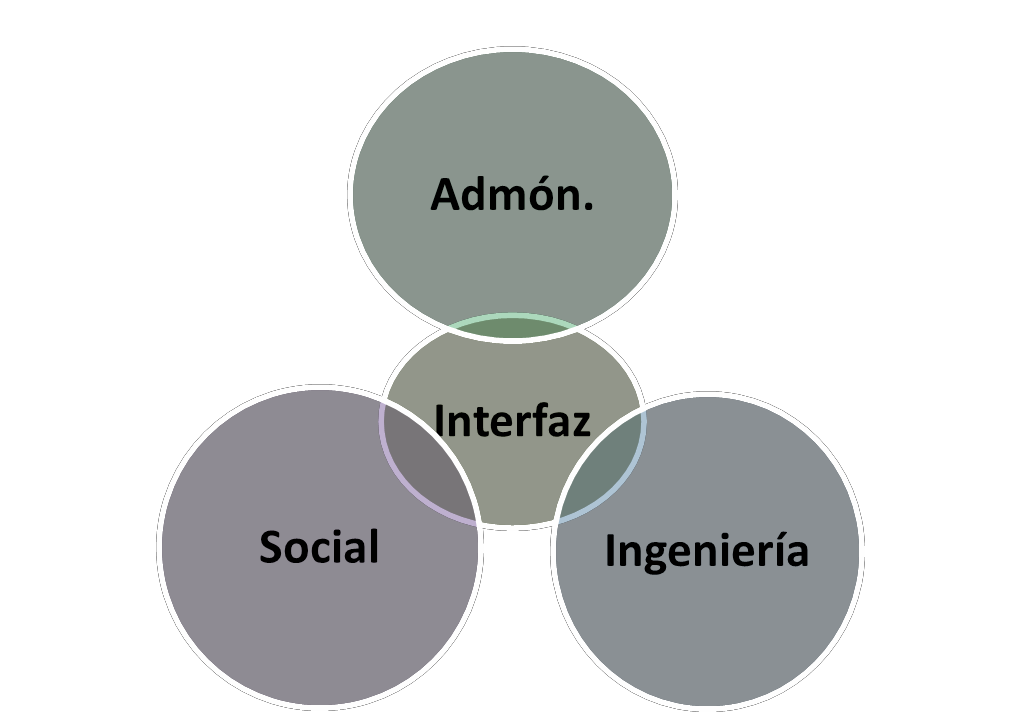 Admón.
Interfaz
Social
Ingeniería